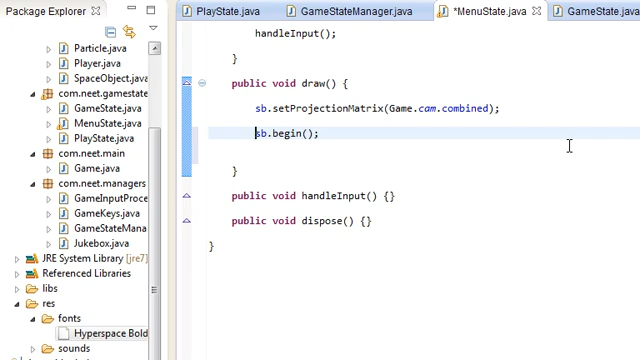 Package Explorer
Particle.java
Player.java
SpaceObject.java
com.neet.gamestate
GameState.java
MenuState.java
PlayState.java
com.neet.main
Game.java
com.neet.managers
GameInputProce
GameKeys.java
GameStateMana
Jukebox.java
JRE System Library [jre7]
Referenced Libraries
libs
res
fonts
Hyperspace Bold
sounds
PlayState.java GameStateManager.java *MenuState.java GameState.java
handleInput();
}
public void draw() {
sb.setProjectionMatrix(Game.cam.combined);
sb.begin();
}
public void handleInput() {}
public void dispose() {}
}